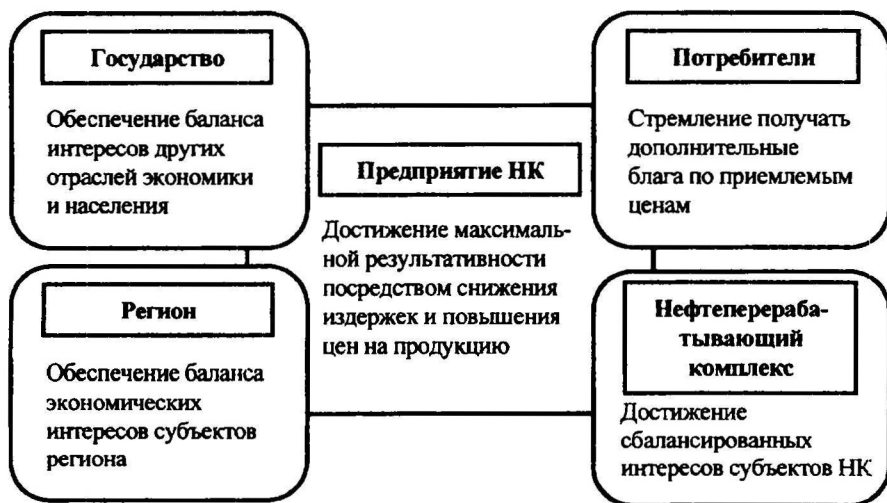 Государство
Обеспечение баланса
интересов других
отраслей экономики
и населения
Потребители
Стремление получать
дополнительные
блага по приемлемым
ценам
Предприятие НК
Достижение максималь-
ной результативности
посредством снижения
издержек и повышения
цен на продукцию
Регион
Обеспечение баланса
экономических
интересов субъектов
региона
Нефтеперераба-
тывающий
комплекс
Достижение
сбалансированных
интересов субъектов НК